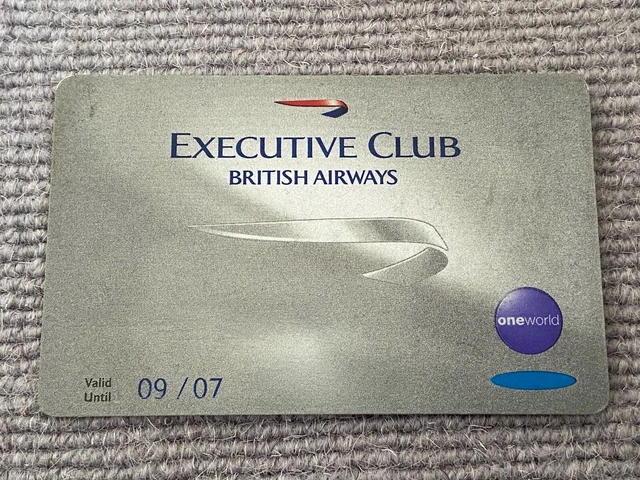 EXECUTIVE CLUB
BRITISH AIRWAYS
oneworld
Valid
Until 09 / 07